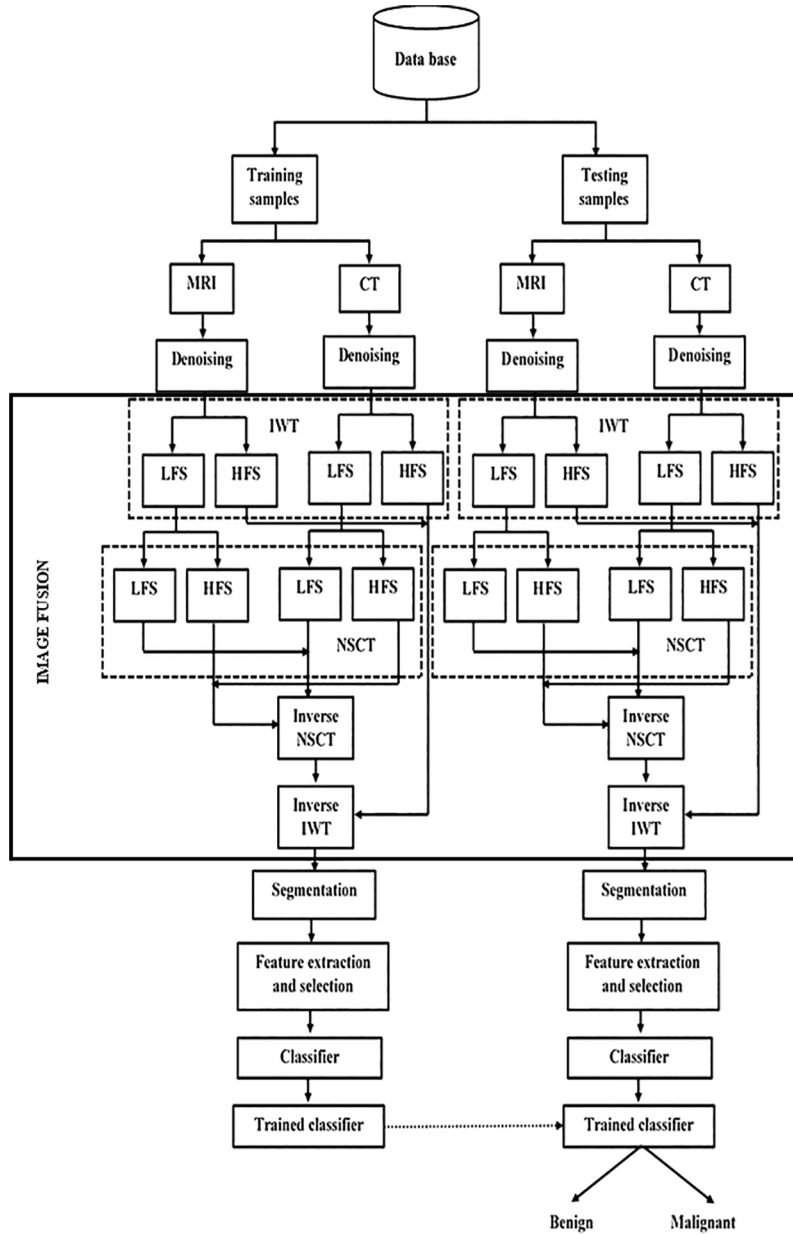 Data base
Training
samples
Testing
samples
MRI
CT
MRI
CT
Denoising
Denoising
Denoising
Denoising
IWT
IWT
LFS
HFS
LFS
HFS
LFS
HFS
LFS
HFS
LFS
HFS
LFS
HFS
LFS
HFS
LFS
HFS
NSCT
NSCT
IMAGE FUSION
Inverse
NSCT
Inverse
NSCT
Inverse
IWT
Inverse
IWT
Segmentation
Segmentation
Feature extraction
and selection
Feature extraction
and selection
Classifier
Classifier
Trained classifier
Trained classifier
Benign
Malignant